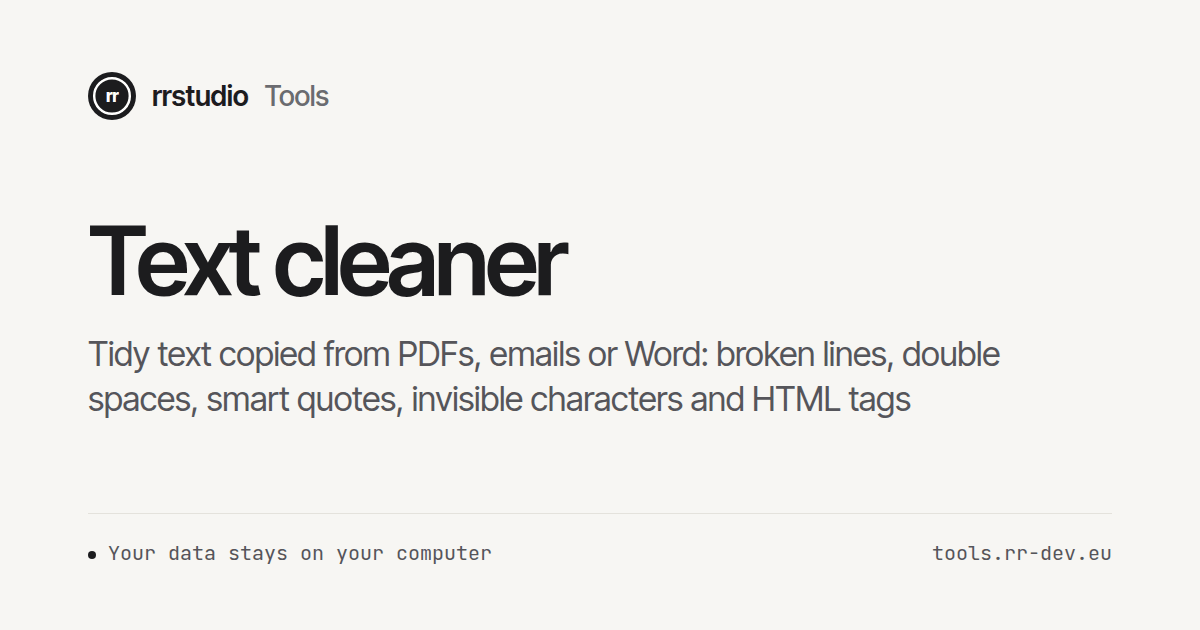 rr rrstudio Tools
Text cleaner
Tidy text copied from PDFs, emails or Word: broken lines, double
spaces, smart quotes, invisible characters and HTML tags
Your data stays on your computer
tools.rr-dev.eu